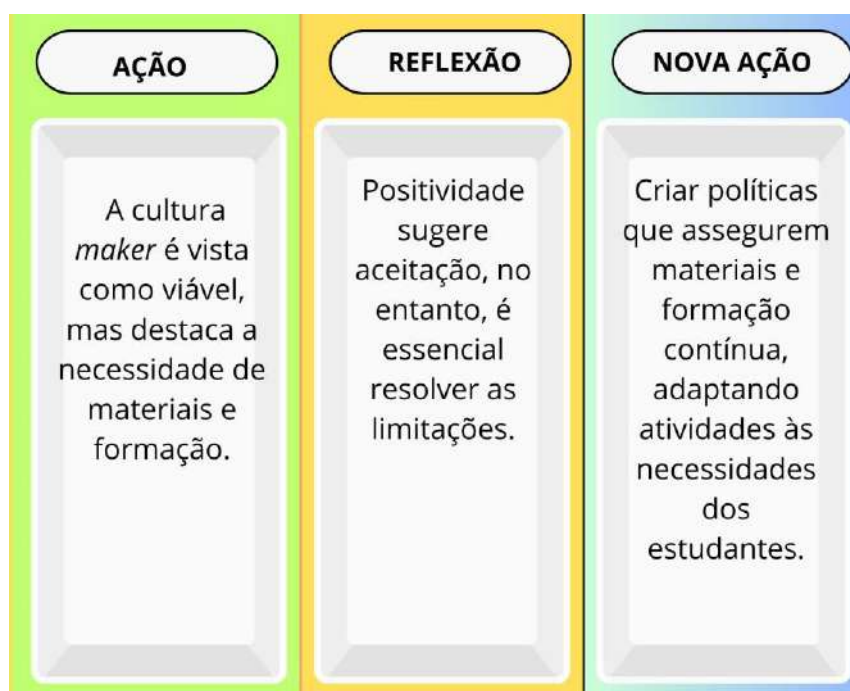 AÇÃO
A cultura
maker é vista
como viável,
mas destaca a
necessidade de
materiais e
formação.
REFLEXÃO
Positividade
sugere
aceitação, no
entanto, é
essencial
resolver as
limitações.
NOVA AÇÃO
Criar políticas
que assegurem
materiais e
formação
contínua,
adaptando
atividades às
necessidades
dos
estudantes.